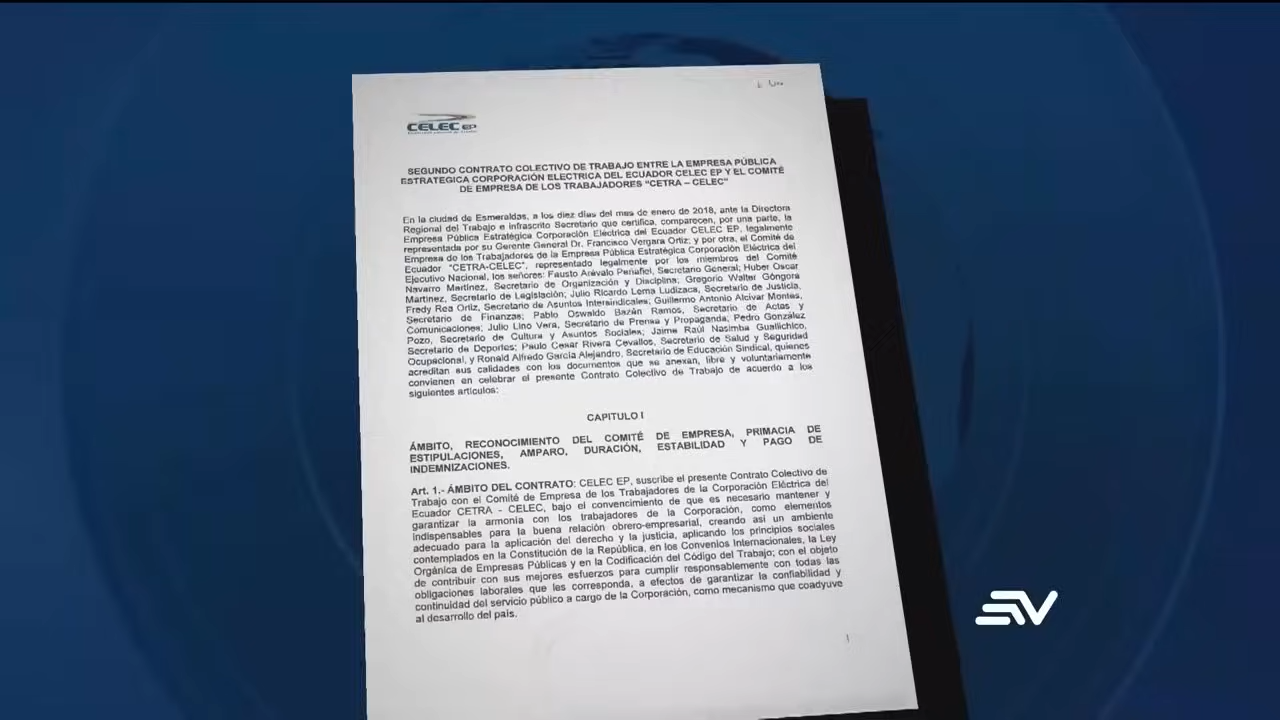 CELEC EP
SEGUNDO CONTRATO COLECTIVO DE TRABAJO ENTRE LA EMPRESA PÚBLICA
ESTRATEGICA CORPORACIÓN ELECTRICA DEL ECUADOR CELEC EP Y EL COMITÉ
DE EMPRESA DE LOS TRABAJADORES "CETRA – CELEC"
En la ciudad de Esmeraldas, a los diez días del mes de enero de 2018, ante la Directora
Regional del Trabajo e infrascrito Secretario que certifica, comparecen, por una parte, la
Empresa Pública Estratégica Corporación Eléctrica del Ecuador CELEC EP, legalmente
representada por su Gerente General Dr. Francisco Vergara Ortiz; y por otra, el Comité de
Empresa de los Trabajadores de la Empresa Pública Estratégica Corporación Eléctrica del
Ecuador "CETRA-CELEC", representado legalmente por los miembros del Comité
Ejecutivo Nacional, los señores: Fausto Arévalo Peñafiel, Secretario General; Huber Oscar
Navarro Martínez, Secretario de Organización y Disciplina; Gregorio Walter Góngora
Martinez, Secretario de Legislación; Julio Ricardo Lema Ludizaca, Secretario de Justicia,
Fredy Rea Ortiz, Secretario de Asuntos Intersindicales; Guillermo Antonio Alcivar Montes,
Secretario de Finanzas; Pablo Oswaldo Bazán Ramos, Secretario de Actas y
Comunicaciones; Julio Lino Vera, Secretario de Prensa y Propaganda; Pedro González
Pozo, Secretario de Cultura y Asuntos Sociales; Jaime Raúl Nasimba Guallichico,
Secretario de Deportes; Paulo Cesar Rivera Cevallos, Secretario de Salud y Seguridad
Ocupacional, y Ronald Alfredo García Alejandro, Secretario de Educación Sindical, quienes
acreditan sus calidades con los documentos que se anexan, libre y voluntariamente
convienen en celebrar el presente Contrato Colectivo de Trabajo de acuerdo a los
siguientes artículos:
CAPITULO I
ÁMBITO, RECONOCIMIENTO DEL COMITÉ DE EMPRESA, PRIMACIA DE
ESTIPULACIONES, AMPARO, DURACIÓN, ESTABILIDAD Y PAGO DE
INDEMNIZACIONES.
Art. 1.- ÁMBITO DEL CONTRATO: CELEC EP, suscribe el presente Contrato Colectivo de
Trabajo con el Comité de Empresa de los Trabajadores de la Corporación Eléctrica del
Ecuador CETRA - CELEC, bajo el convencimiento de que es necesario mantener y
garantizar la armonía con los trabajadores de la Corporación, como elementos
indispensables para la buena relación obrero-empresarial, creando así un ambiente
adecuado para la aplicación del derecho y la justicia, aplicando los principios sociales
contemplados en la Constitución de la República, en los Convenios Internacionales, la Ley
Orgánica de Empresas Públicas y en la Codificación del Código del Trabajo; con el objeto
de contribuir con sus mejores esfuerzos para cumplir responsablemente con todas las
obligaciones laborales que les corresponda, a efectos de garantizar la confiabilidad y
continuidad del servicio público a cargo de la Corporación, como mecanismo que coadyuve
al desarrollo del país.
1